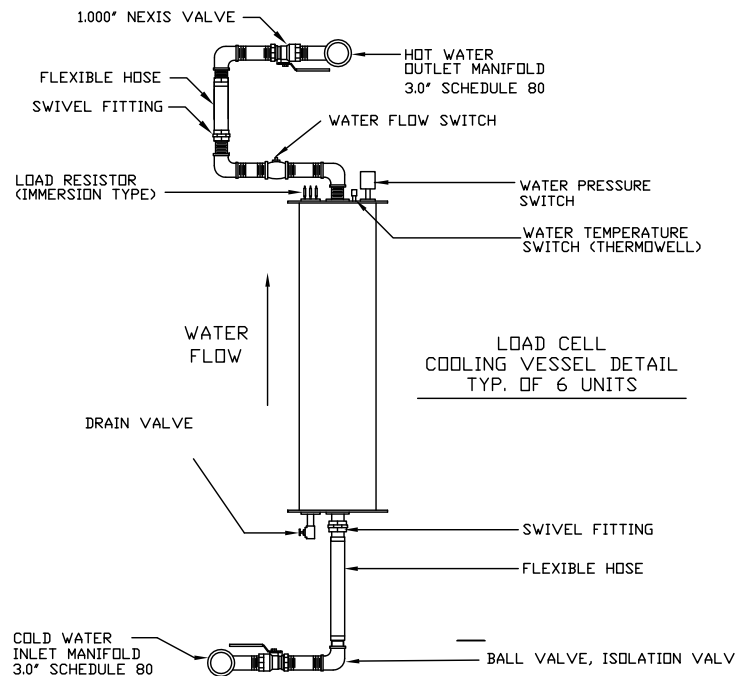 1.000" NEXIS VALVE
HOT WATER
OUTLET MANIFOLD
3.0" SCHEDULE 80
FLEXIBLE HOSE
SWIVEL FITTING
WATER FLOW SWITCH
LOAD RESISTOR
(IMMERSION TYPE)
WATER PRESSURE
SWITCH
WATER TEMPERATURE
SWITCH (THERMOWELL)
WATER
FLOW
LOAD CELL
COOLING VESSEL DETAIL
TYP. OF 6 UNITS
DRAIN VALVE
SWIVEL FITTING
FLEXIBLE HOSE
COLD WATER
INLET MANIFOLD
3.0" SCHEDULE 80
BALL VALVE, ISOLATION VALV